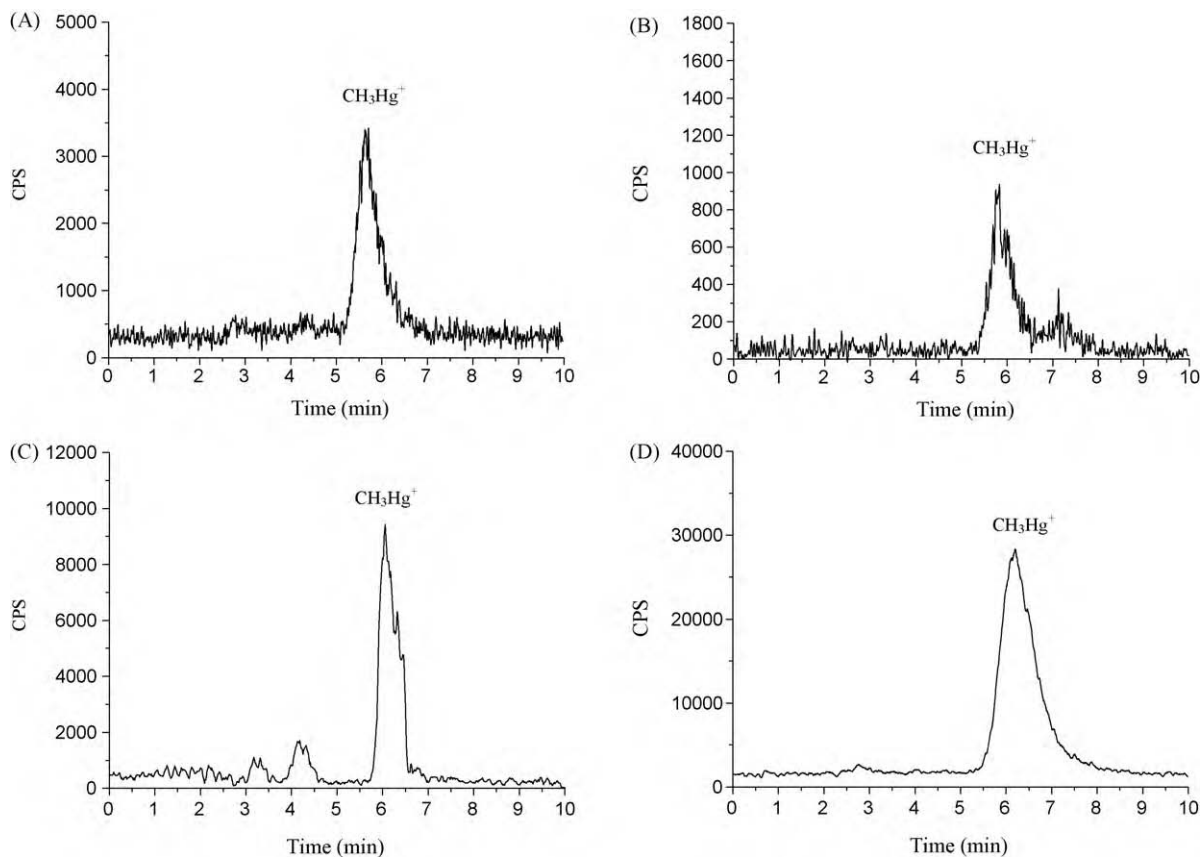 (A)
5000
4000
3000
2000
1000
0
CPS
CH₃Hg⁺
0 1 2 3 4 5 6 7 8 9 10
Time (min)
(B)
1800
1600
1400
1200
1000
800
600
400
200
0
CPS
CH₃Hg⁺
0 1 2 3 4 5 6 7 8 9 10
Time (min)
(C)
12000
10000
8000
6000
4000
2000
0
CPS
CH₃Hg⁺
0 1 2 3 4 5 6 7 8 9 10
Time (min)
(D)
40000
30000
20000
10000
0
CPS
CH₃Hg⁺
0 1 2 3 4 5 6 7 8 9 10
Time (min)